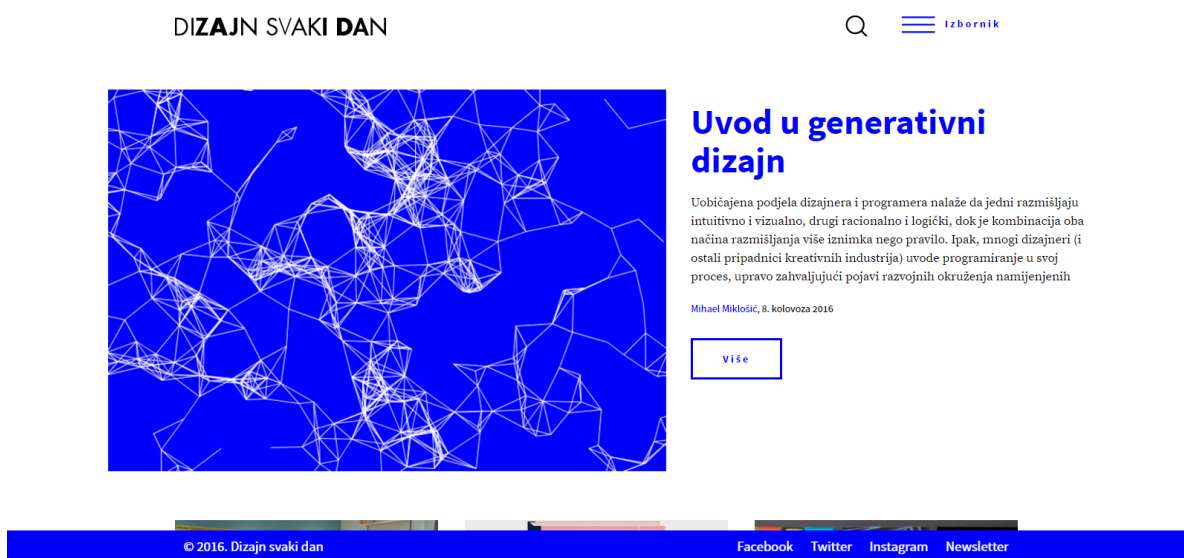 DIZAJN SVAKI DAN
Izbornik
Uvod u generativni
dizajn
Uobičajena podjela dizajnera i programera nalaže da jedni razmišljaju
intuitivno i vizualno, drugi racionalno i logički, dok je kombinacija oba
načina razmišljanja više iznimka nego pravilo. Ipak, mnogi dizajneri (i
ostali pripadnici kreativnih industrija) uvode programiranje u svoj
proces, upravo zahvaljujući pojavi razvojnih okruženja namijenjenih
Mihael Miklošić, 8. kolovoza 2016
Više
© 2016. Dizajn svaki dan
Facebook Twitter Instagram Newsletter